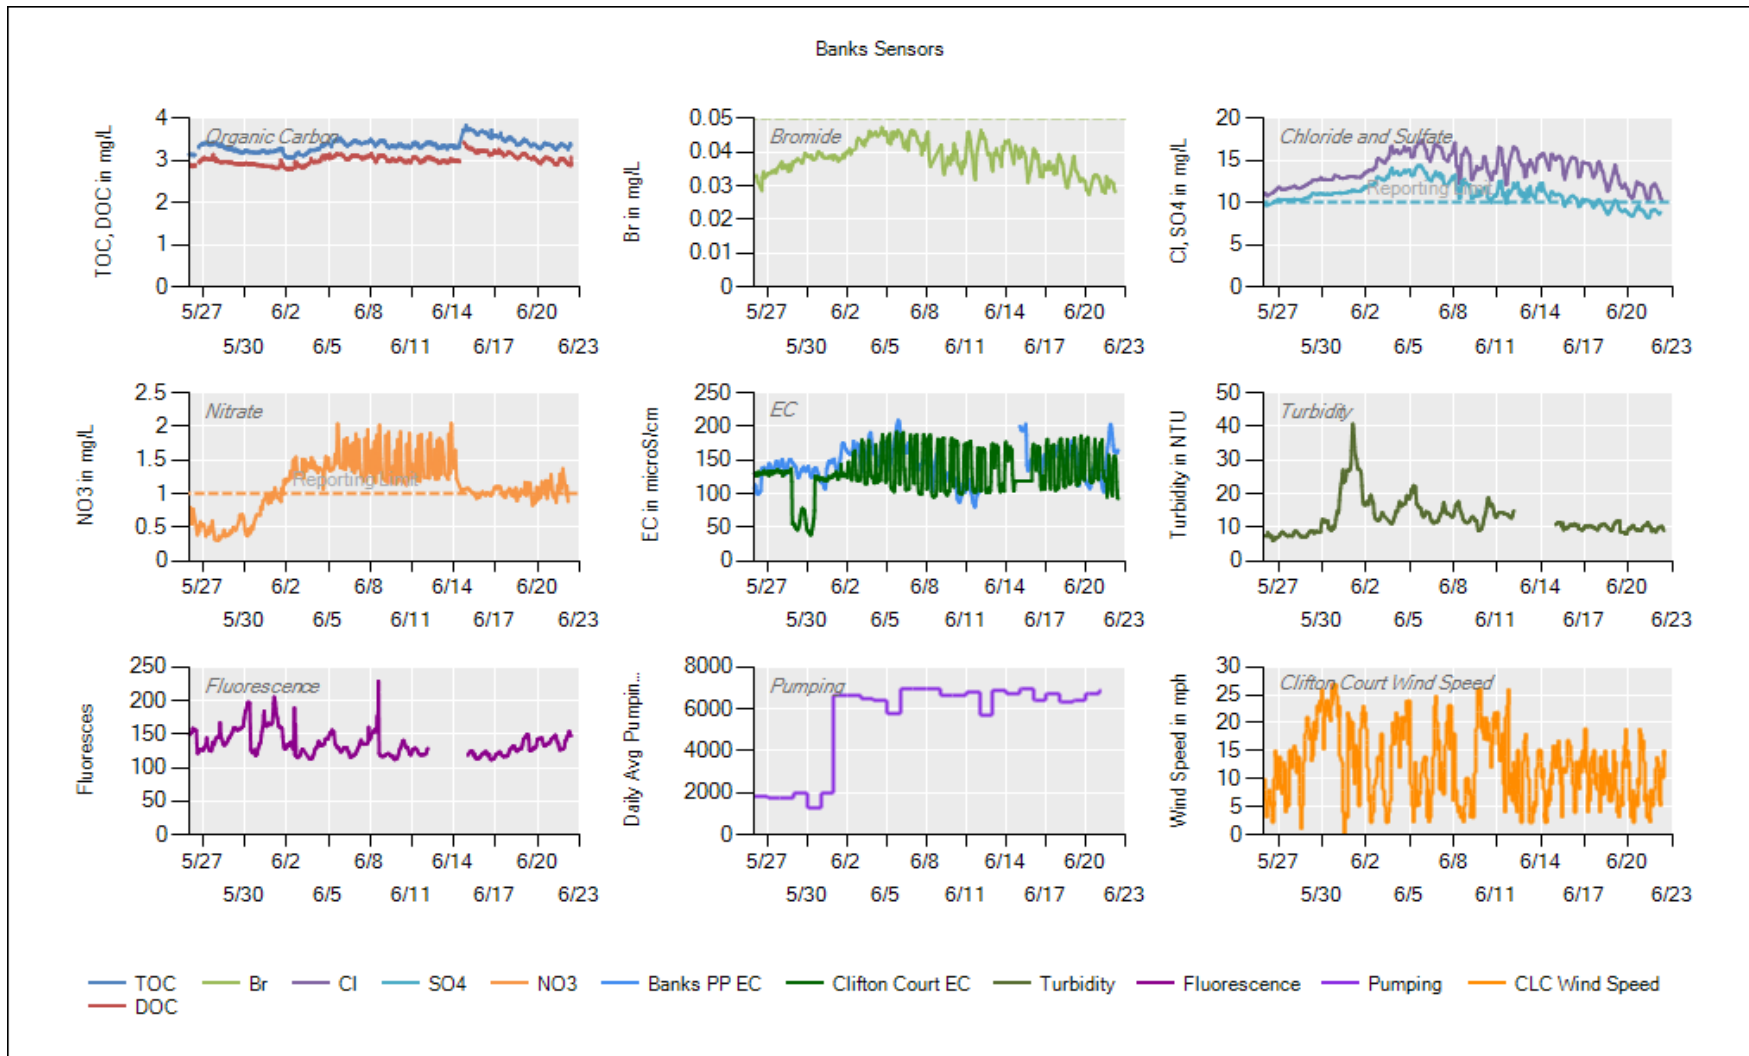 Banks Sensors
TOC, DOC in mg/L
Organic Carbon
4
3
2
1
0
5/27 6/2 6/8 6/14 6/20
5/30 6/5 6/11 6/17 6/23
Br in mg/L
Bromide
0.05
0.04
0.03
0.02
0.01
0
5/27 6/2 6/8 6/14 6/20
5/30 6/5 6/11 6/17 6/23
Cl, SO4 in mg/L
Chloride and Sulfate
Reporting Limit
20
15
10
5
0
5/27 6/2 6/8 6/14 6/20
5/30 6/5 6/11 6/17 6/23
NO3 in mg/L
Nitrate
Reporting Limit
2.5
2
1.5
1
0.5
0
5/27 6/2 6/8 6/14 6/20
5/30 6/5 6/11 6/17 6/23
EC in microS/cm
EC
250
200
150
100
50
0
5/27 6/2 6/8 6/14 6/20
5/30 6/5 6/11 6/17 6/23
Turbidity in NTU
Turbidity
50
40
30
20
10
0
5/27 6/2 6/8 6/14 6/20
5/30 6/5 6/11 6/17 6/23
Fluoresces
Fluorescence
250
200
150
100
50
0
5/27 6/2 6/8 6/14 6/20
5/30 6/5 6/11 6/17 6/23
Daily Avg Pumpin...
Pumping
8000
6000
4000
2000
0
5/27 6/2 6/8 6/14 6/20
5/30 6/5 6/11 6/17 6/23
Wind Speed in mph
Clifton Court Wind Speed
30
25
20
15
10
5
0
5/27 6/2 6/8 6/14 6/20
5/30 6/5 6/11 6/17 6/23
TOC Br Cl SO4 NO3 Banks PP EC Clifton Court EC Turbidity Fluorescence Pumping CLC Wind Speed
DOC